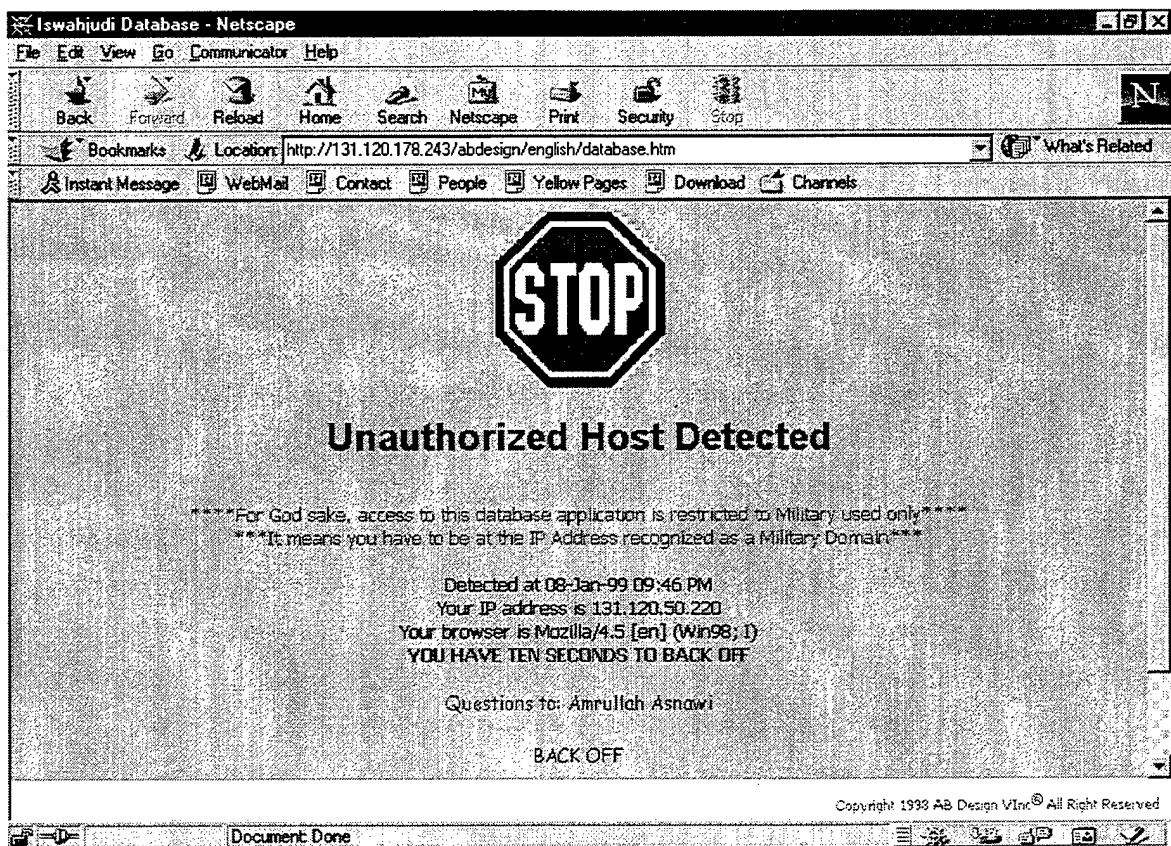 Iswahjudi Database - Netscape
File Edit View Go Communicator Help
Back Forward Reload Home Search Netscape Print Security Stop
My
N
Bookmarks Location: http://131.120.178.243/abdesign/english/database.htm What's Related
Instant Message WebMail Contact People Yellow Pages Download Channels
STOP
Unauthorized Host Detected
****For God sake, access to this database application is restricted to Military used only****
***It means you have to be at the IP Address recognized as a Military Domain***
Detected at 08-Jan-99 09:46 PM
Your IP address is 131.120.50.220
Your browser is Mozilla/4.5 [en] (Win98; I)
YOU HAVE TEN SECONDS TO BACK OFF
Questions to: Amrullah Asnawi
BACK OFF
Copyright 1998 AB Design VInc® All Right Reserved
Document: Done